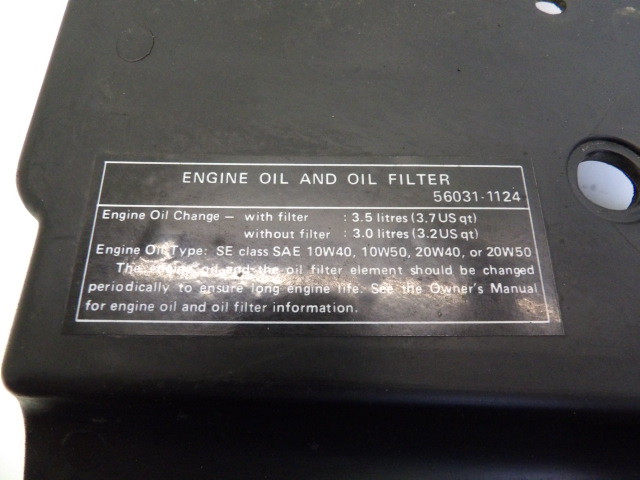 ENGINE OIL AND OIL FILTER
56031-1124
Engine Oil Change – with filter : 3.5 litres (3.7 US qt)
without filter : 3.0 litres (3.2 US qt)
Engine Oil Type: SE class SAE 10W40, 10W50, 20W40, or 20W50
The engine oil and the oil filter element should be changed
periodically to ensure long engine life. See the Owner's Manual
for engine oil and oil filter information.